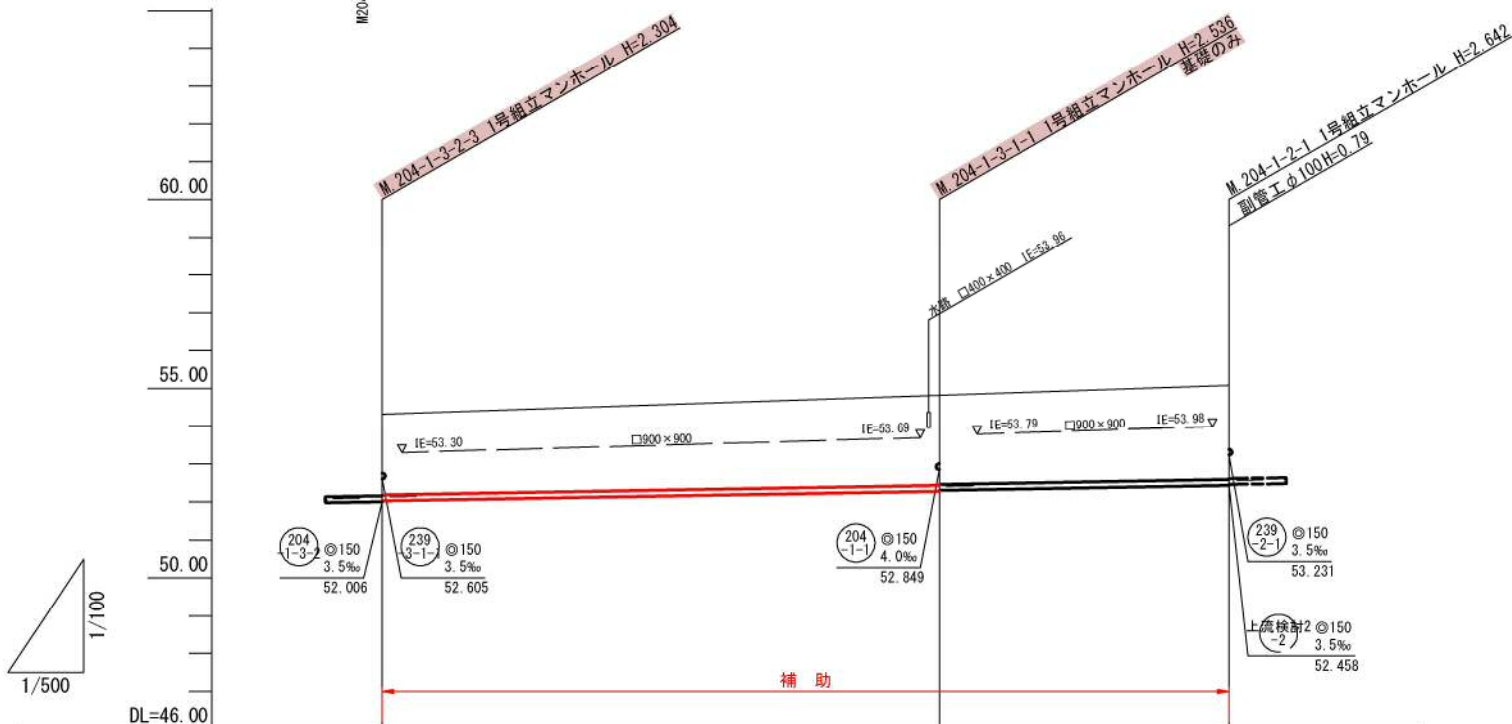 M20
M. 204-1-3-2-3 1号組立マンホール H=2.304
M. 204-1-3-1-1 1号組立マンホール H=2.536
基礎のみ
M. 204-1-2-1 1号組立マンホール H=2.642
副管工φ100H=0.79
60.00
水路 □400×400 IE=53.96
55.00
IE=53.30
□900×900
IE=53.69
IE=53.79
□900×900
IE=53.98
204
-1-3-2
◎150
3.5‰
52.006
239
-3-1-1
◎150
3.5‰
52.605
204
-1-1
◎150
4.0‰
52.849
239
-2-1
◎150
3.5‰
53.231
50.00
上流検討2
-2
◎150
3.5‰
52.458
1/100
1/500
補 助
DL=46.00